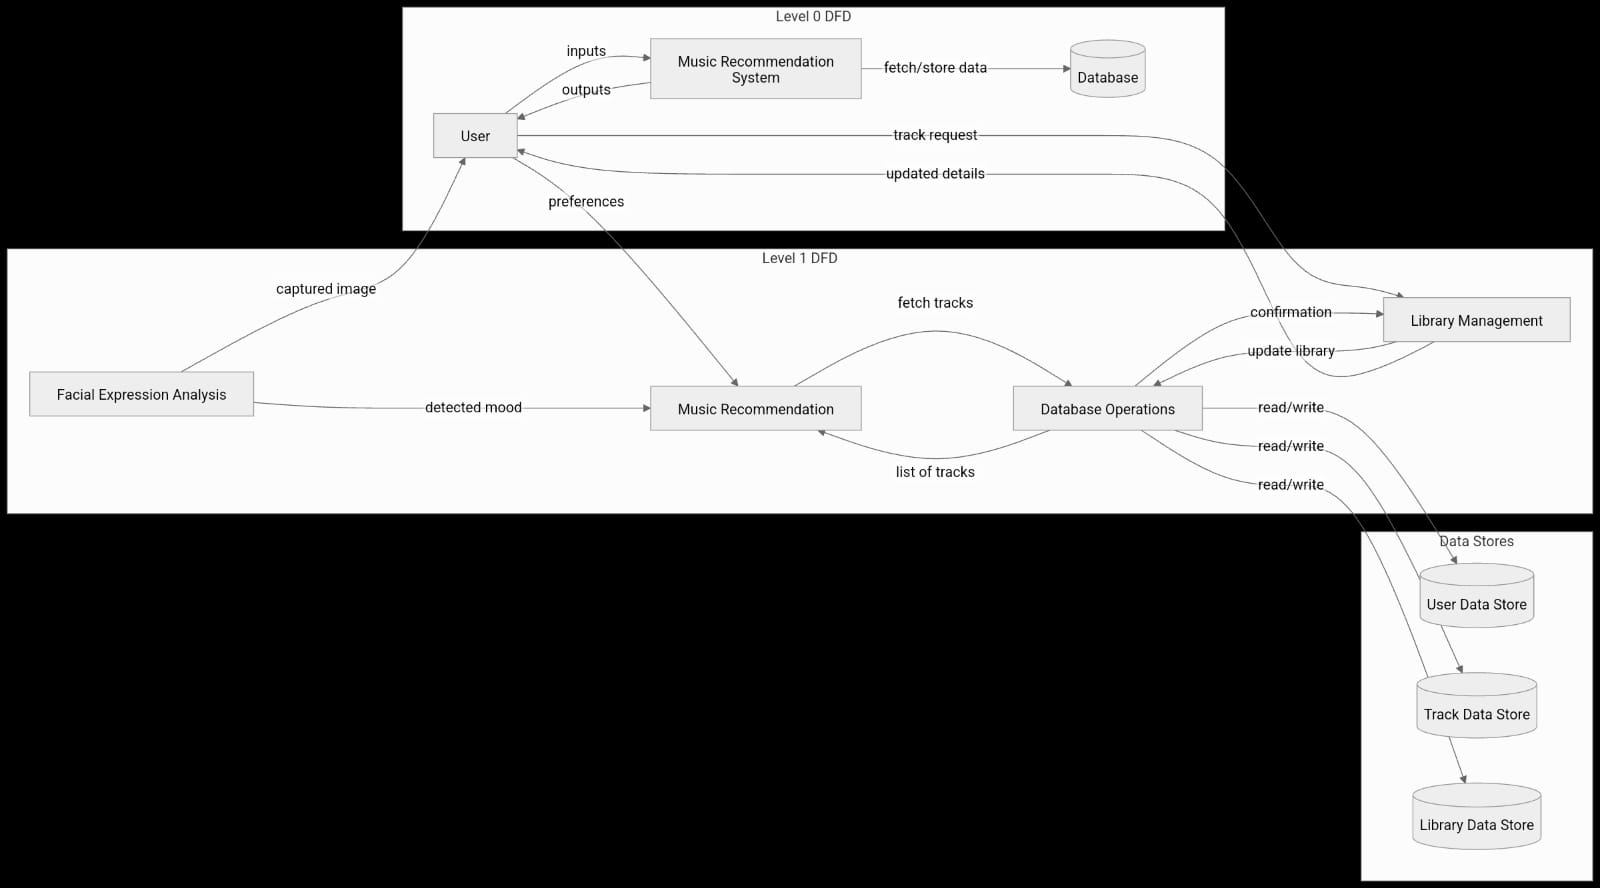 Level 0 DFD
inputs
Music Recommendation
System
fetch/store data
Database
outputs
User
track request
updated details
preferences
Level 1 DFD
captured image
fetch tracks
confirmation
Library Management
update library
Facial Expression Analysis
detected mood
Music Recommendation
Database Operations
read/write
read/write
list of tracks
read/write
Data Stores
User Data Store
Track Data Store
Library Data Store